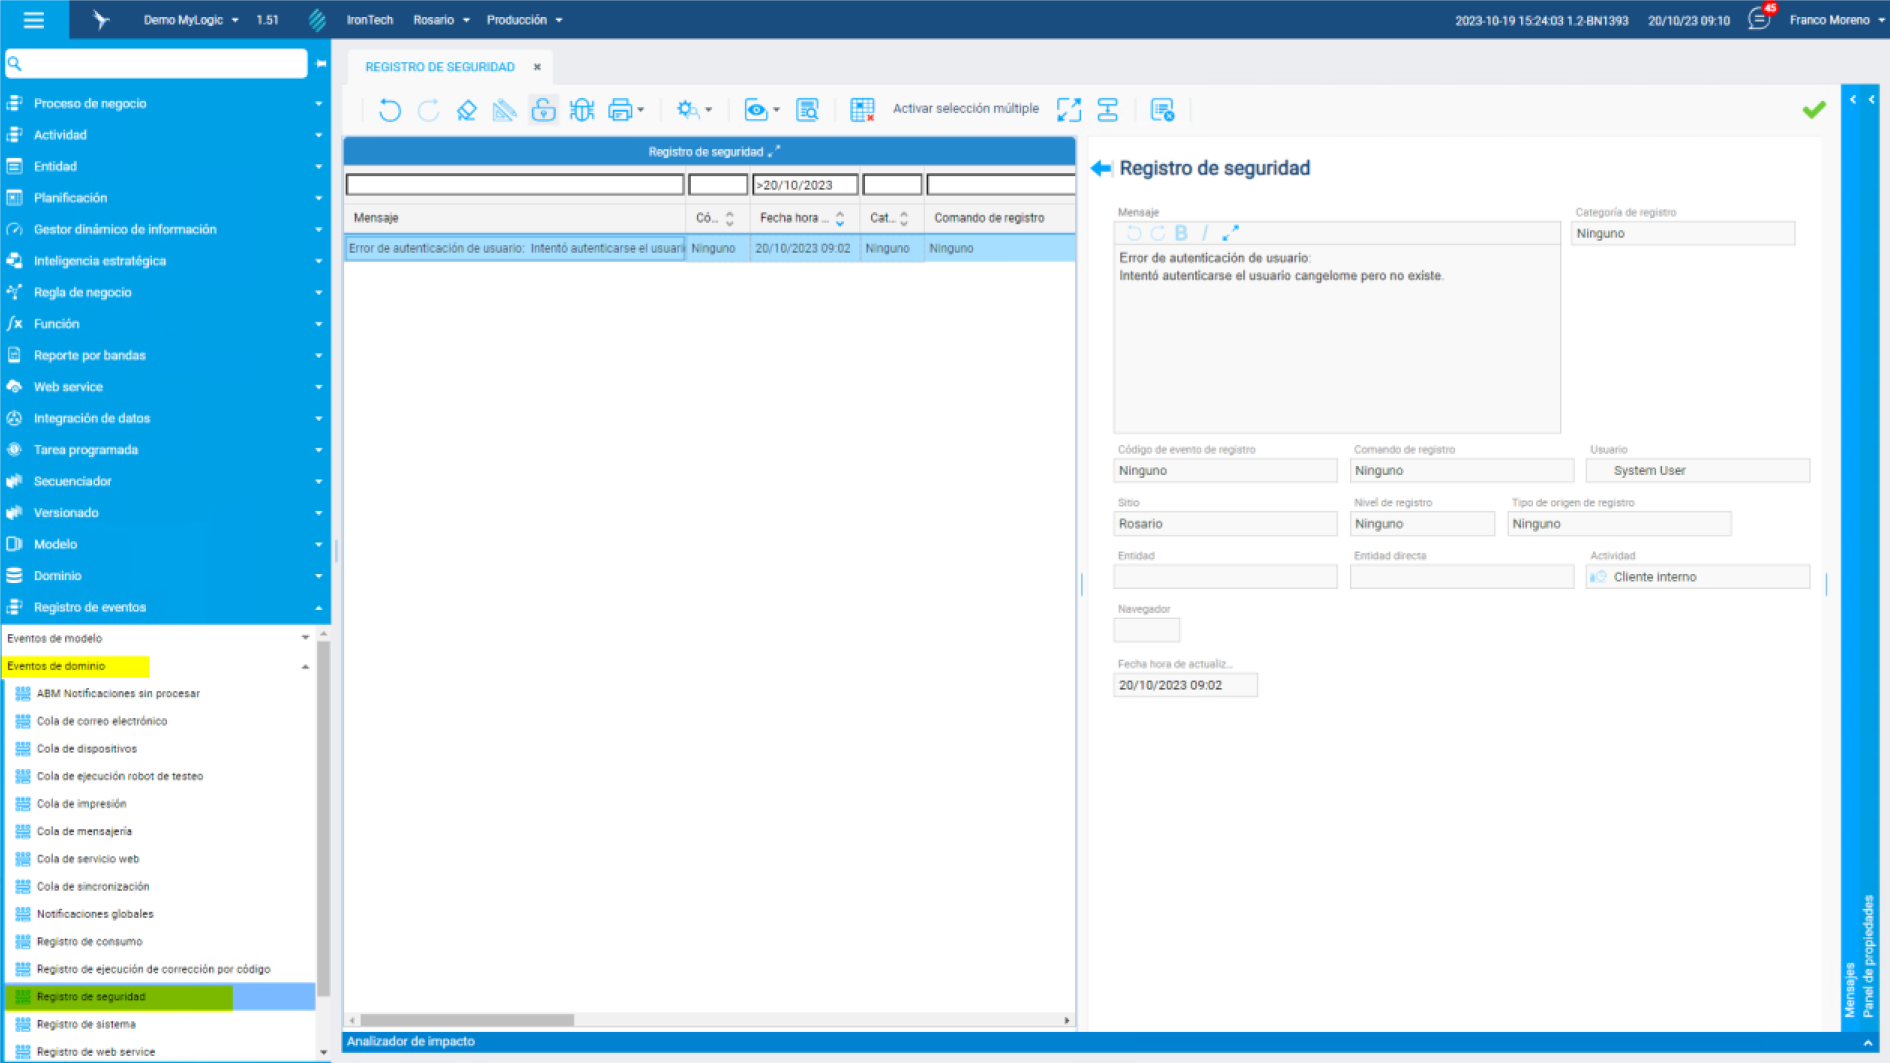 Demo MyLogic 1.51 IronTech Rosario Producción 2023-10-19 15:24:03 1.2-BN1393 20/10/23 09:10 45 Franco Moreno
REGISTRO DE SEGURIDAD
Proceso de negocio
Actividad
Entidad
Planificación
Gestor dinámico de información
Inteligencia estratégica
Regla de negocio
Función
Reporte por bandas
Web service
Integración de datos
Tarea programada
Secuenciador
Versionado
Modelo
Dominio
Registro de eventos
Eventos de modelo
Eventos de dominio
ABM Notificaciones sin procesar
Cola de correo electrónico
Cola de dispositivos
Cola de ejecución robot de testeo
Cola de impresión
Cola de mensajería
Cola de servicio web
Cola de sincronización
Notificaciones globales
Registro de consumo
Registro de ejecución de corrección por código
Registro de seguridad
Registro de sistema
Registro de web service
Activar selección múltiple
Registro de seguridad
>20/10/2023
Mensaje Có... Fecha hora ... Cat... Comando de registro
Error de autenticación de usuario: Intentó autenticarse el usuari Ninguno 20/10/2023 09:02 Ninguno Ninguno
Registro de seguridad
Mensaje Categoría de registro
B I
Ninguno
Error de autenticación de usuario:
Intentó autenticarse el usuario cangelome pero no existe.
Código de evento de registro Comando de registro Usuario
Ninguno Ninguno System User
Sitio Nivel de registro Tipo de origen de registro
Rosario Ninguno Ninguno
Entidad Entidad directa Actividad
Cliente interno
Navegador
Fecha hora de actualiz...
20/10/2023 09:02
Mensajes
Panel de propiedades
Analizador de impacto